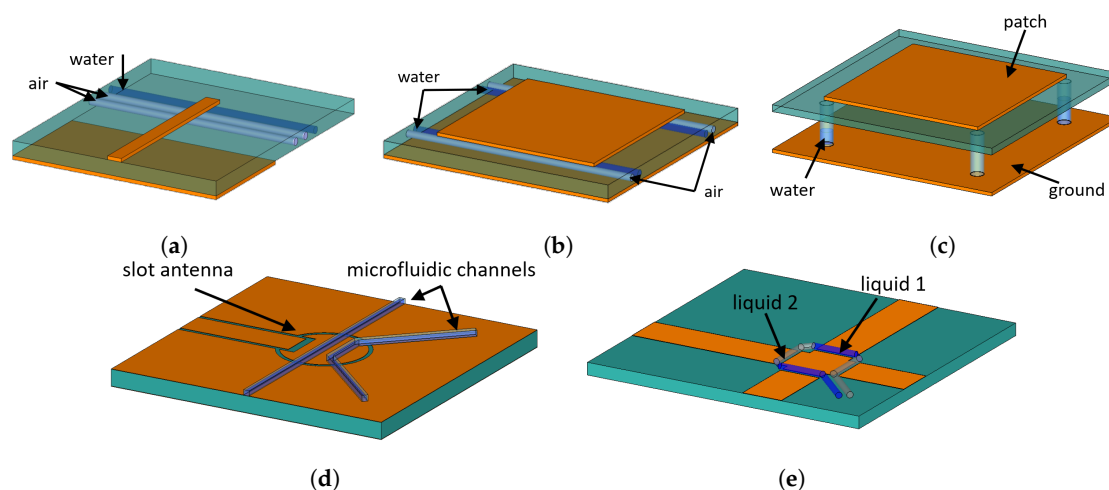 water
air
(a)
water
air
(b)
patch
water
ground
(c)
slot antenna
microfluidic channels
(d)
liquid 1
liquid 2
(e)